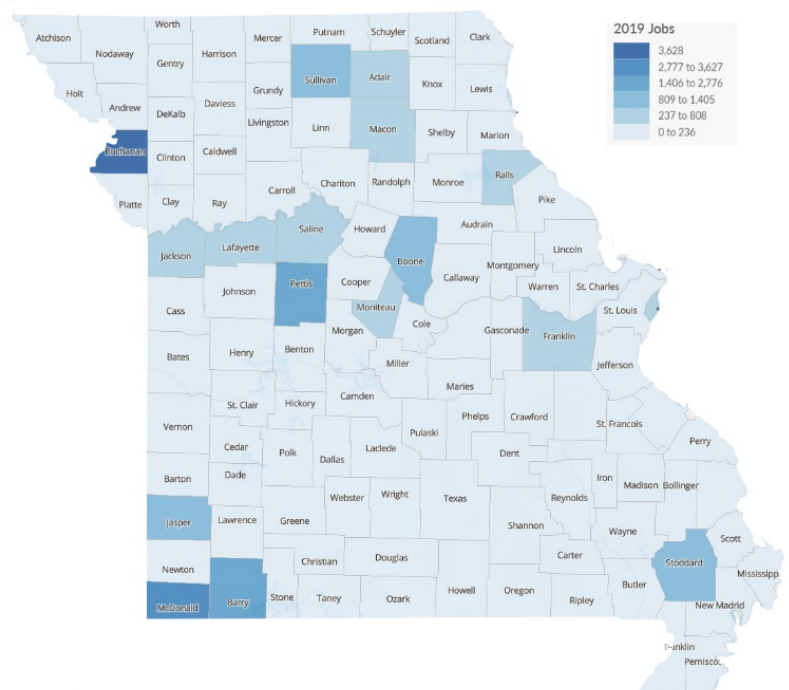 2019 Jobs
3,628
2,777 to 3,627
1,406 to 2,776
809 to 1,405
237 to 808
0 to 236
Atchison
Worth
Nodaway
Mercer
Putnam
Schuyler
Scotland
Clark
Harrison
Gentry
Holt
Andrew
DeKalb
Daviess
Grundy
Sullivan
Adair
Knox
Lewis
Livingston
Linn
Macon
Shelby
Marion
Buchanan
Clinton
Caldwell
Carroll
Chariton
Randolph
Monroe
Ralls
Pike
Platte
Clay
Ray
Saline
Howard
Audrain
Jackson
Lafayette
Boone
Callaway
Montgomery
Lincoln
Warren
St. Charles
Johnson
Pettis
Cooper
Moniteau
Cass
Morgan
Cole
Gasconade
Franklin
St. Louis
Bates
Henry
Benton
Miller
Jefferson
Maries
St. Clair
Hickory
Camden
Vernon
Phelps
Crawford
St. Francois
Pulaski
Perry
Cedar
Polk
Dallas
Laclede
Dent
Barton
Dade
Webster
Wright
Texas
Reynolds
Iron
Madison
Bollinger
Jasper
Lawrence
Greene
Shannon
Wayne
Scott
Newton
Christian
Douglas
Carter
Stoddard
Mississipp
McDonald
Barry
Stone
Taney
Ozark
Howell
Oregon
Ripley
Butler
New Madrid
unklin
Pemisco